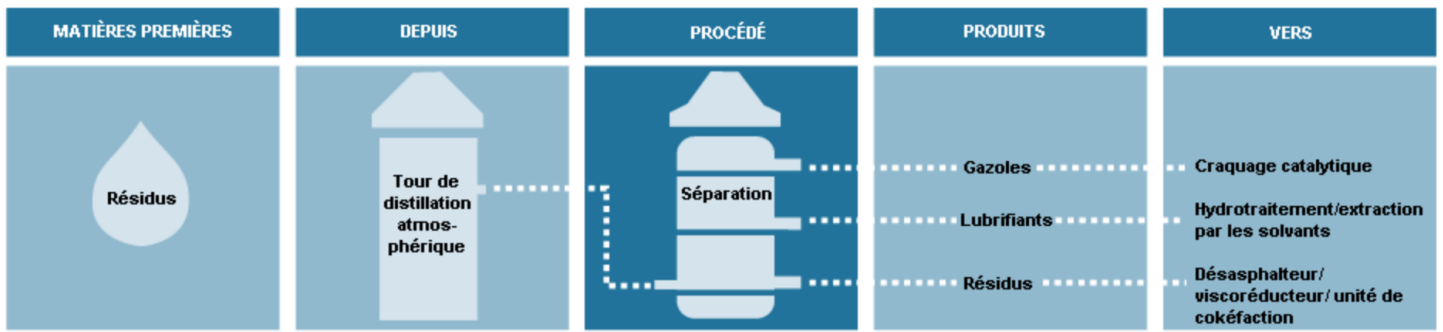 MATIÈRES PREMIÈRES
DEPUIS
PROCÉDÉ
PRODUITS
VERS
Résidus
Tour de
distillation
atmos-
phérique
Séparation
Gazoles
Craquage catalytique
Lubrifiants
Hydrotraitement/extraction
par les solvants
Résidus
Désasphalteur/
viscoréducteur/ unité de
cokéfaction